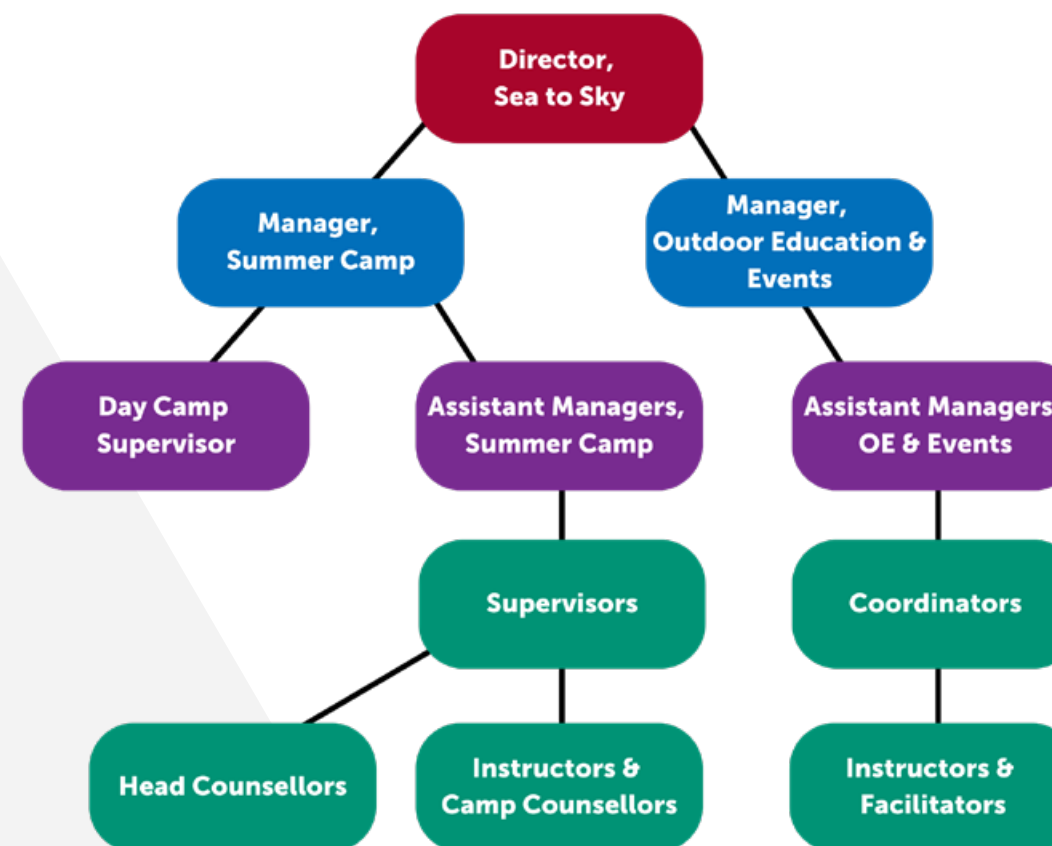 Director,
Sea to Sky
Manager,
Summer Camp
Manager,
Outdoor Education &
Events
Day Camp
Supervisor
Assistant Managers,
Summer Camp
Assistant Managers
OE & Events
Supervisors
Coordinators
Head Counsellors
Instructors &
Camp Counsellors
Instructors &
Facilitators